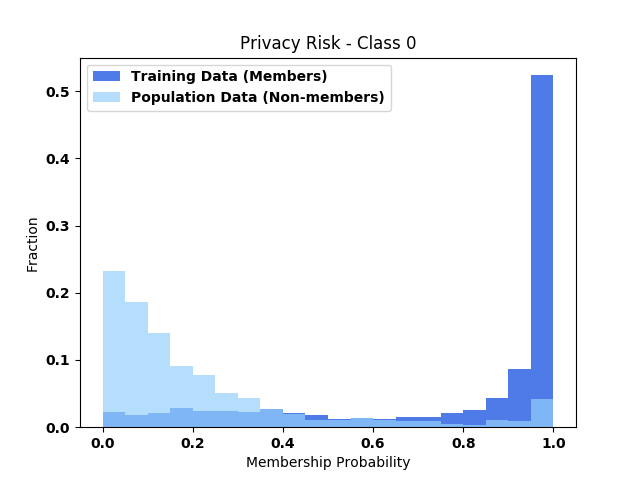 Privacy Risk - Class 0
Training Data (Members)
Population Data (Non-members)
0.5
0.4
0.3
0.2
0.1
0.0
Fraction
0.0 0.2 0.4 0.6 0.8 1.0
Membership Probability